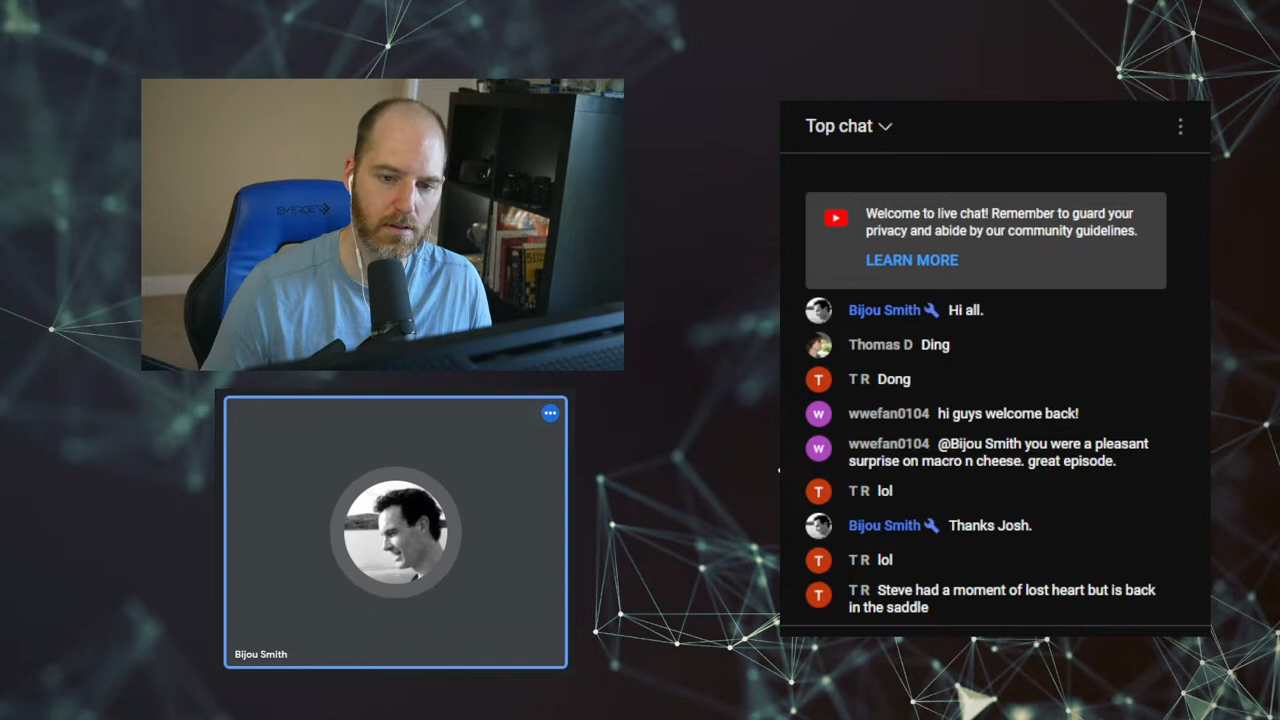 EMERGE
Top chat
Welcome to live chat! Remember to guard your
privacy and abide by our community guidelines.
LEARN MORE
Bijou Smith Hi all.
Thomas D Ding
T T R Dong
W wwefan0104 hi guys welcome back!
W wwefan0104 @Bijou Smith you were a pleasant
surprise on macro n cheese. great episode.
T T R lol
Bijou Smith Thanks Josh.
T T R lol
T T R Steve had a moment of lost heart but is back
in the saddle
Bijou Smith